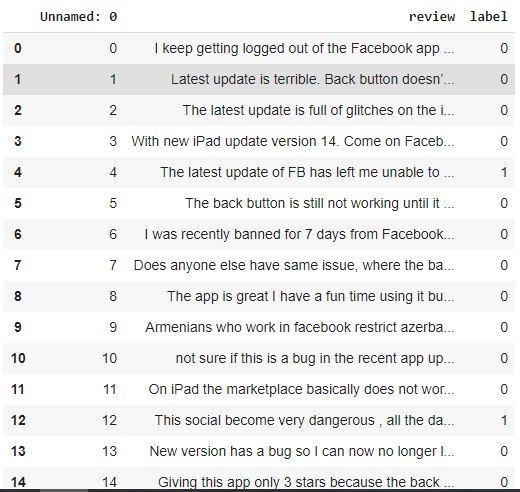 Unnamed: 0 review label
0 0 I keep getting logged out of the Facebook app ... 0
1 1 Latest update is terrible. Back button doesn'... 0
2 2 The latest update is full of glitches on the i... 0
3 3 With new iPad update version 14. Come on Faceb... 0
4 4 The latest update of FB has left me unable to ... 1
5 5 The back button is still not working until it ... 0
6 6 I was recently banned for 7 days from Facebook... 0
7 7 Does anyone else have same issue, where the ba... 0
8 8 The app is great I have a fun time using it bu... 0
9 9 Armenians who work in facebook restrict azerba... 0
10 10 not sure if this is a bug in the recent app up... 0
11 11 On iPad the marketplace basically does not wor... 0
12 12 This social become very dangerous , all the da... 1
13 13 New version has a bug so I can now no longer l... 0
14 14 Giving this app only 3 stars because the back ... 0